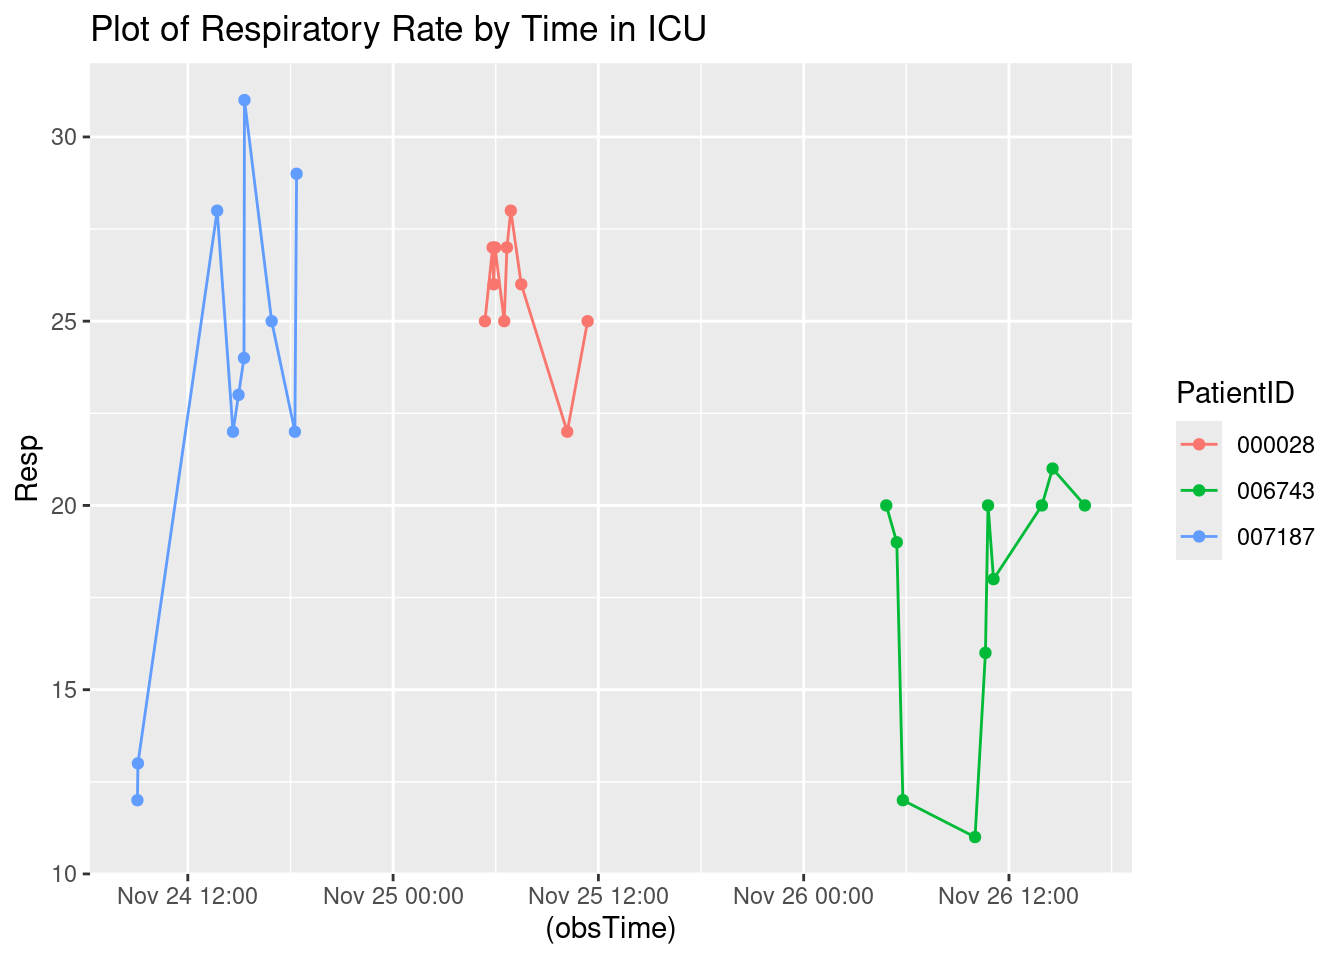 Plot of Respiratory Rate by Time in ICU
30
25
20
15
10
Resp
Nov 24 12:00 Nov 25 00:00 Nov 25 12:00 Nov 26 00:00 Nov 26 12:00
(obsTime)
PatientID
000028
006743
007187